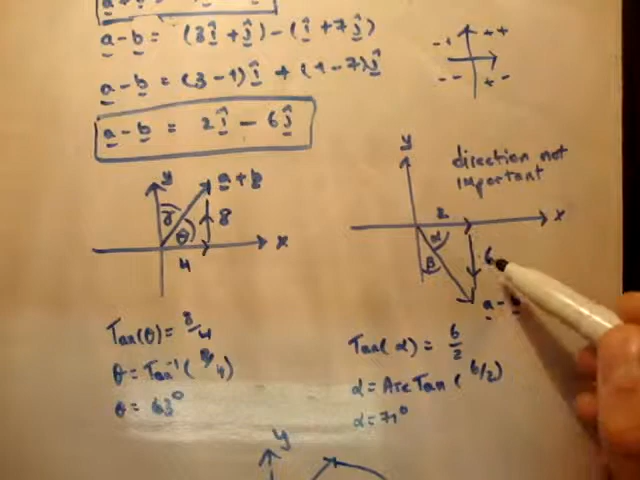 a - b = (3î + ĵ) - (î + 7ĵ)
a - b = (3-1)î + (1-7)ĵ
a - b = 2î - 6ĵ
-+ ++
-- +-
y
a + b
γ
θ
8
x
4
y
direction not
important
2
x
α
β
6
a -
Tan(θ) = 8/4
θ = Tan⁻¹(8/4)
θ = 63°
Tan(α) = 6/2
α = ArcTan(6/2)
α = 71°
y